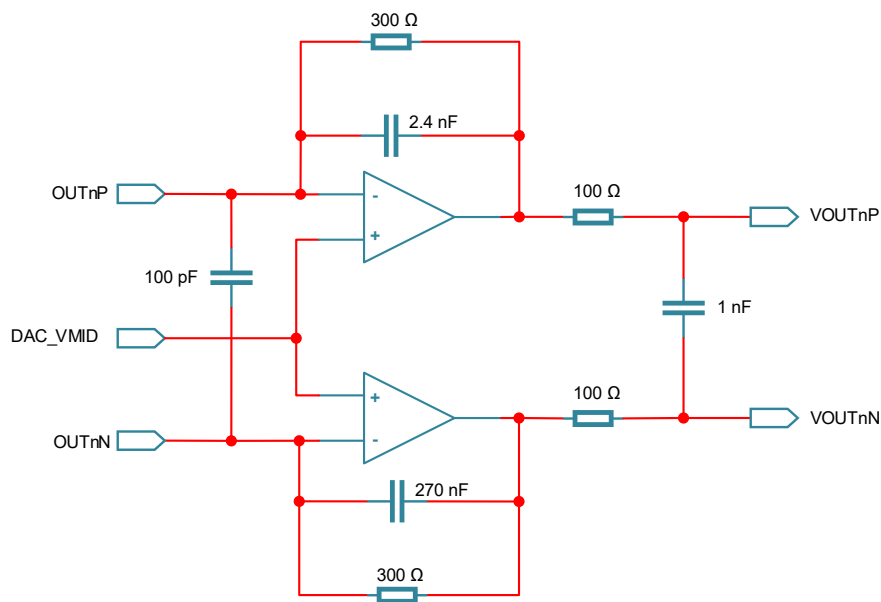 300 Ω
2.4 nF
OUTnP
-
100 Ω
VOUTnP
+
100 pF
1 nF
DAC_VMID
+
100 Ω
VOUTnN
OUTnN
-
270 nF
300 Ω